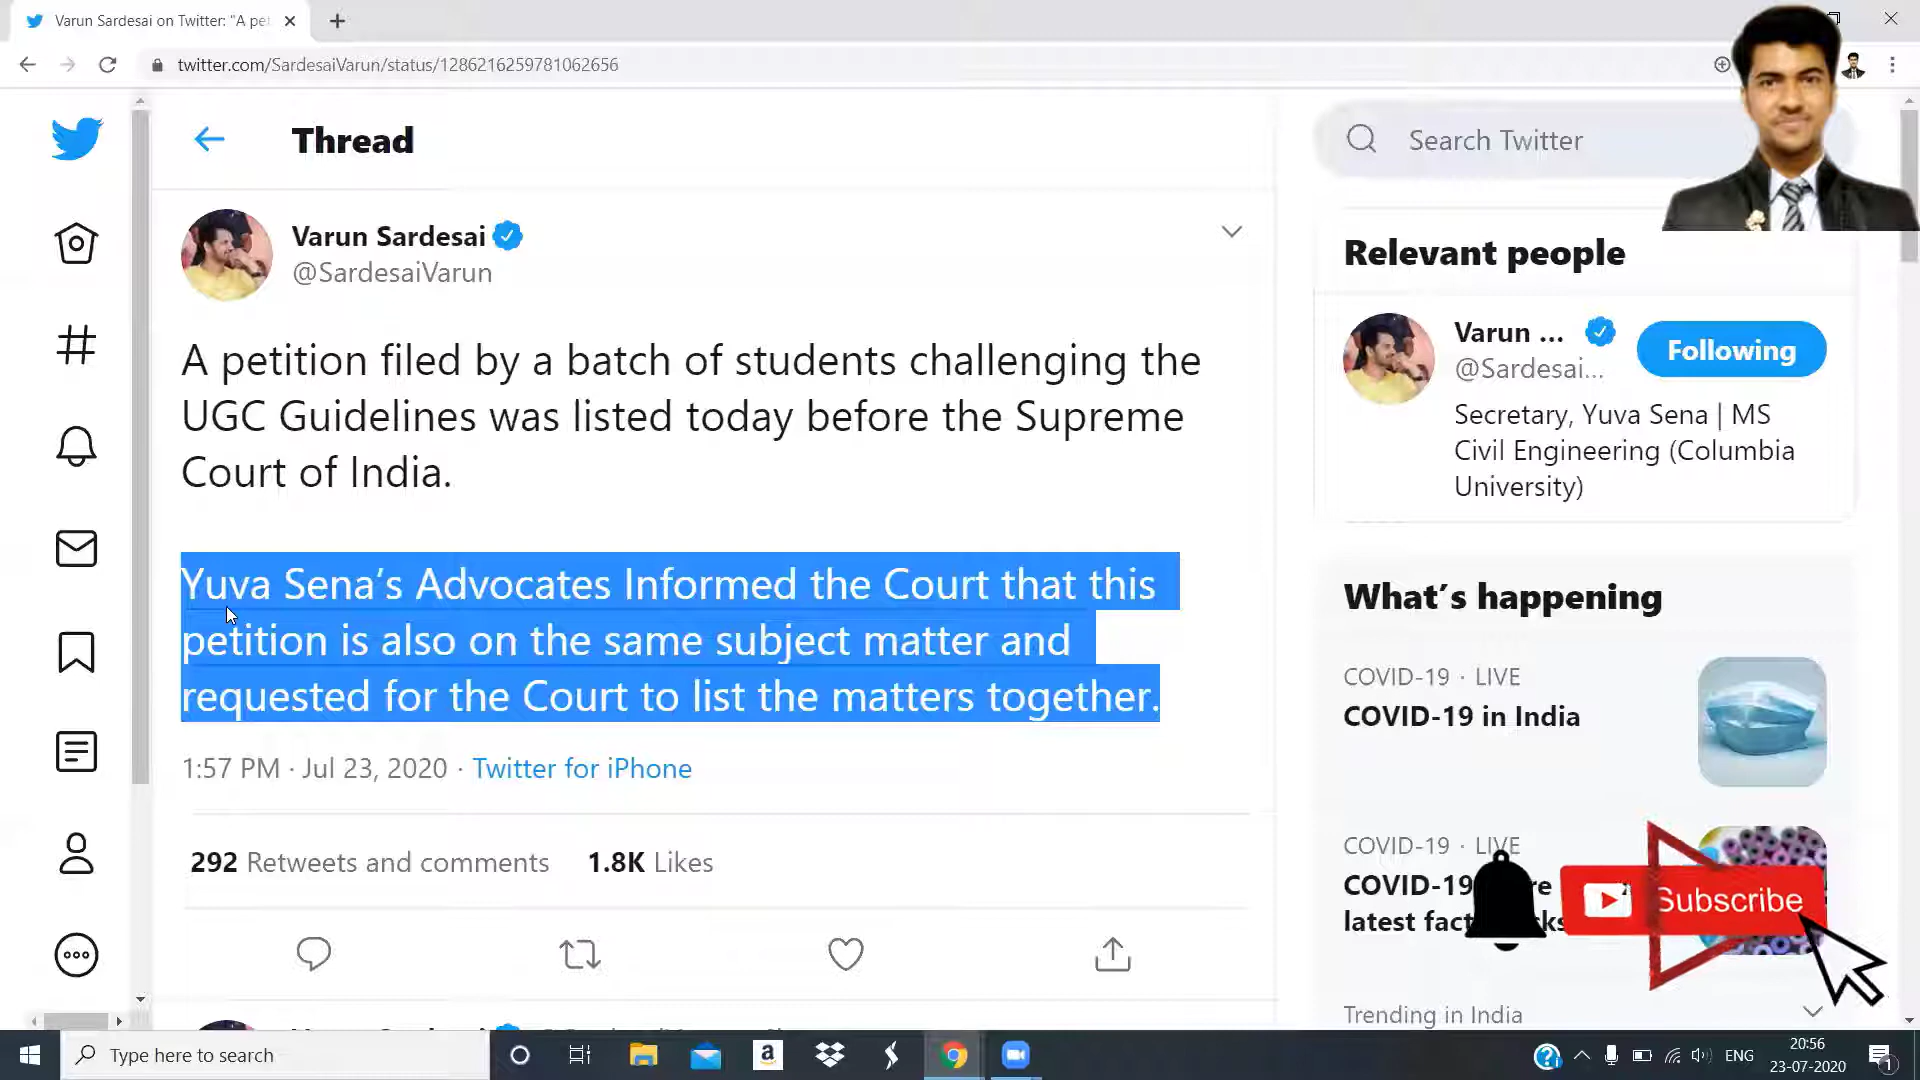 Varun Sardesai on Twitter: "A pet
twitter.com/SardesaiVarun/status/1286216259781062656
Thread
Search Twitter
Varun Sardesai
@SardesaiVarun
A petition filed by a batch of students challenging the
UGC Guidelines was listed today before the Supreme
Court of India.
Yuva Sena’s Advocates Informed the Court that this
petition is also on the same subject matter and
requested for the Court to list the matters together.
1:57 PM · Jul 23, 2020 · Twitter for iPhone
292 Retweets and comments 1.8K Likes
Relevant people
Varun ...
@Sardesai...
Following
Secretary, Yuva Sena | MS
Civil Engineering (Columbia
University)
What’s happening
COVID-19 · LIVE
COVID-19 in India
COVID-19 · LIVE
COVID-19
latest
Subscribe
Trending in India
Type here to search
a
ENG
20:56
23-07-2020
1